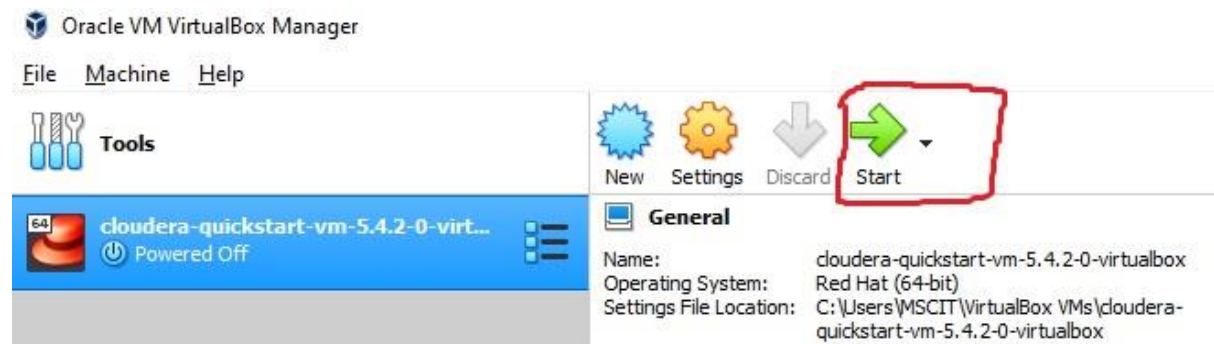 Oracle VM VirtualBox Manager
File Machine Help
Tools
New Settings Discard Start
64
cloudera-quickstart-vm-5.4.2-0-virt...
Powered Off
General
Name: cloudera-quickstart-vm-5.4.2-0-virtualbox
Operating System: Red Hat (64-bit)
Settings File Location: C:\Users\MSCIT\VirtualBox VMs\cloudera-
quickstart-vm-5.4.2-0-virtualbox